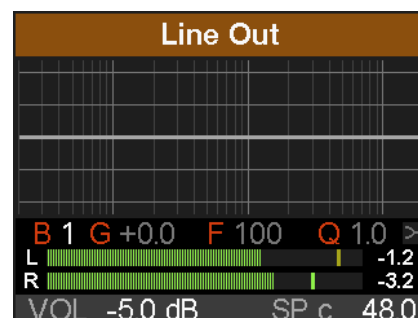 Line Out
B 1 G +0.0 F 100 Q 1.0 >
L -1.2
R -3.2
VOL -5.0 dB SP c 48.0